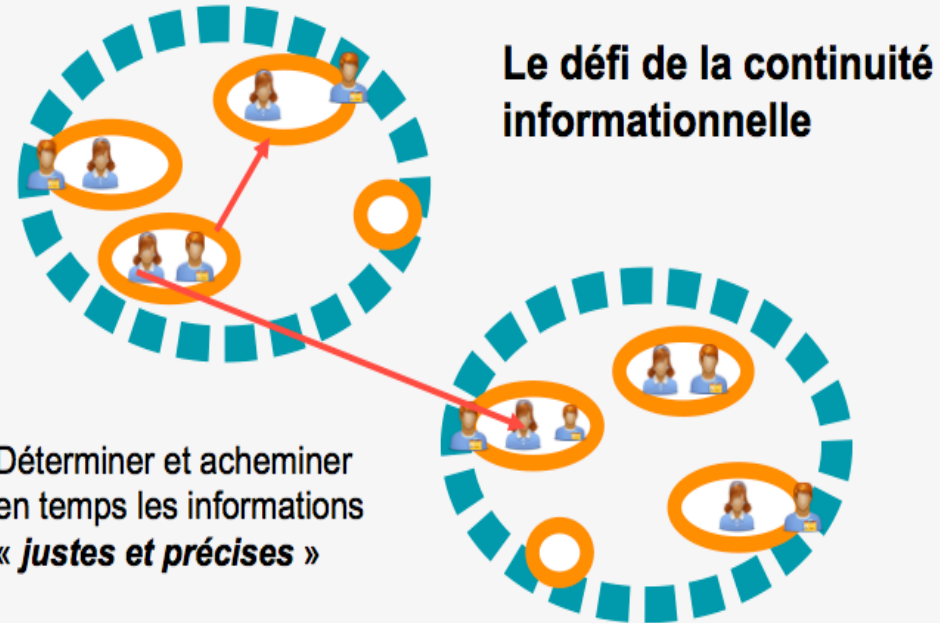 Le défi de la continuité
informationnelle
Déterminer et acheminer
en temps les informations
« justes et précises »